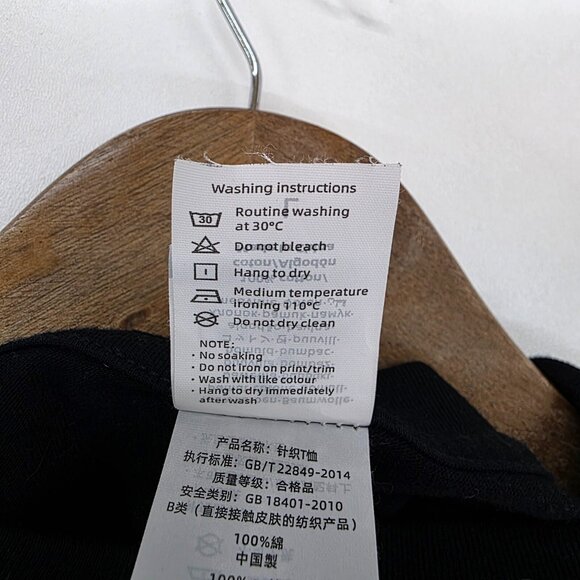 Washing instructions
30
Routine washing
at 30°C
Do not bleach
Hang to dry
Medium temperature
ironing 110°C
Do not dry clean
NOTE:
• No soaking
• Do not iron on print/trim
• Wash with like colour
• Hang to dry immediately
after wash
产品名称：针织T恤
执行标准：GB/T 22849-2014
质量等级：合格品
安全类别：GB 18401-2010
B类（直接接触皮肤的纺织产品）
100%綿
中国製